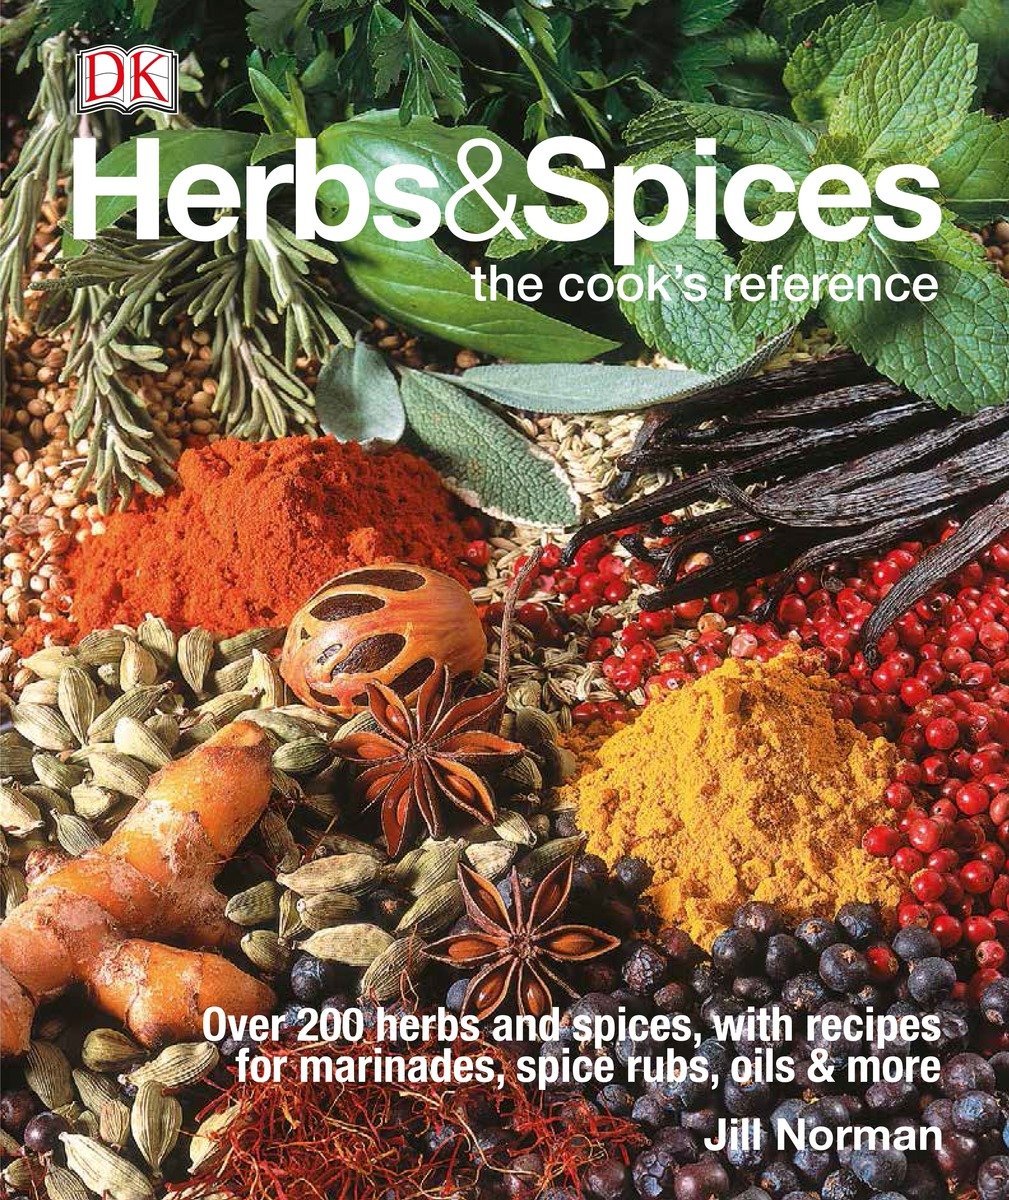 DK
Herbs&Spices
the cook's reference
Over 200 herbs and spices, with recipes
for marinades, spice rubs, oils & more
Jill Norman